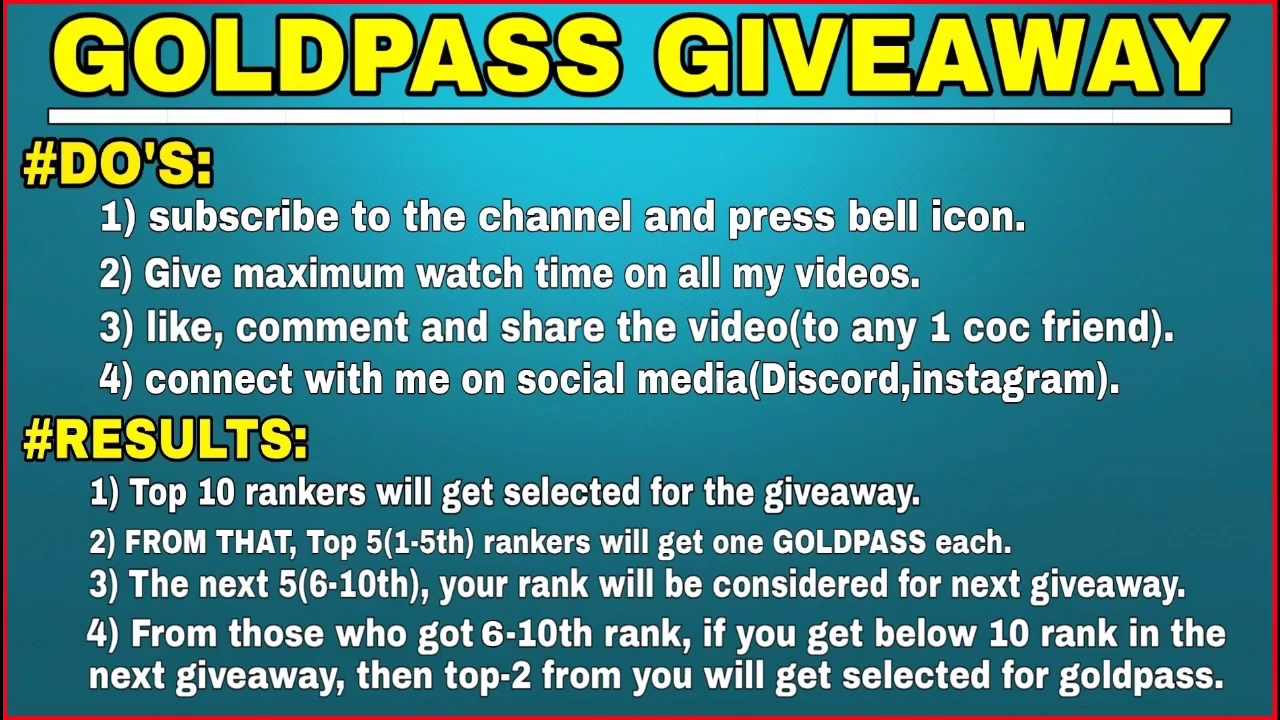 GOLDPASS GIVEAWAY
#DO'S:
1) subscribe to the channel and press bell icon.
2) Give maximum watch time on all my videos.
3) like, comment and share the video(to any 1 coc friend).
4) connect with me on social media(Discord,instagram).
#RESULTS:
1) Top 10 rankers will get selected for the giveaway.
2) FROM THAT, Top 5(1-5th) rankers will get one GOLDPASS each.
3) The next 5(6-10th), your rank will be considered for next giveaway.
4) From those who got 6-10th rank, if you get below 10 rank in the
next giveaway, then top-2 from you will get selected for goldpass.